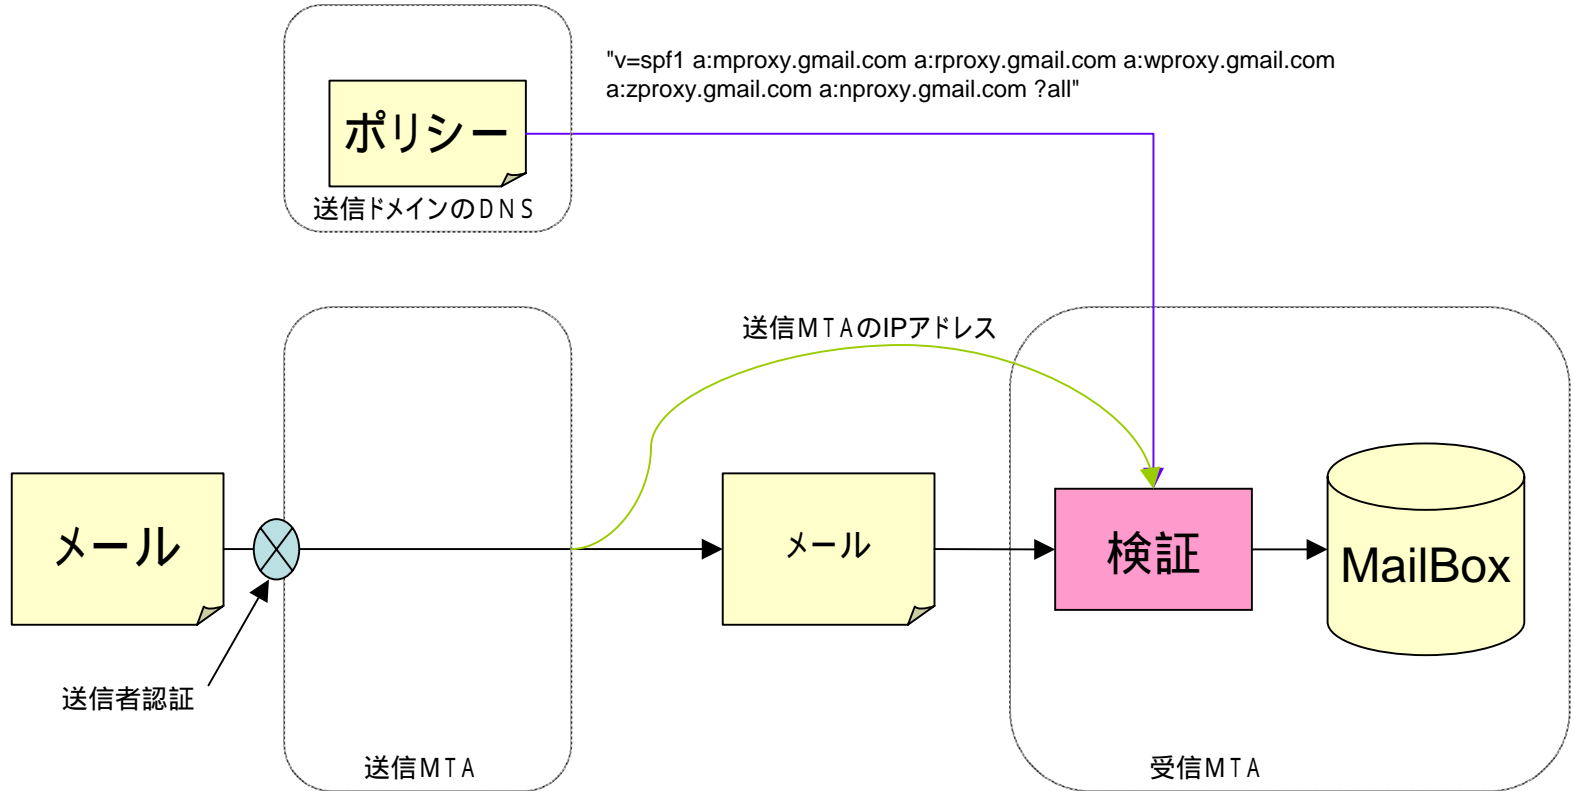 "v=spf1 a:mproxy.gmail.com a:rproxy.gmail.com a:wproxy.gmail.com
a:zproxy.gmail.com a:nproxy.gmail.com ?all"
ポリシー
送信ドメインのDNS
送信MTAのIPアドレス
メール
メール
検証
MailBox
送信者認証
送信MTA
受信MTA